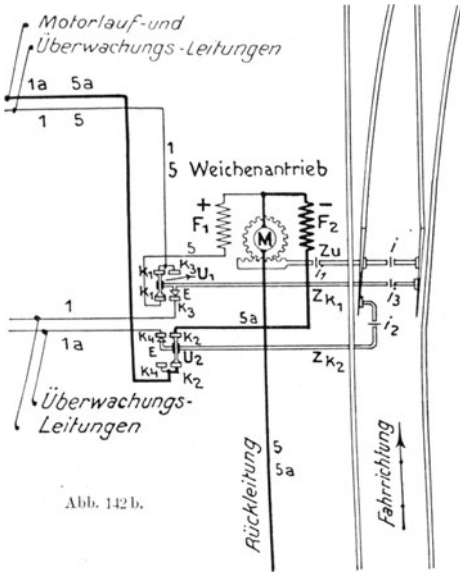 Motorlauf-und
Überwachungs-Leitungen
1a 5a
1 5
1
5
Weichenantrieb
+
F1
M
-
F2
5
K1 K3
U1
K1 E
K3
Zu
i1
i
ZK1
i3
1
5a
1a
K4 K2
E U2
K4 K2
ZK2
i2
Überwachungs-
Leitungen
Rückleitung
5
5a
Fahrrichtung
Abb. 142b.